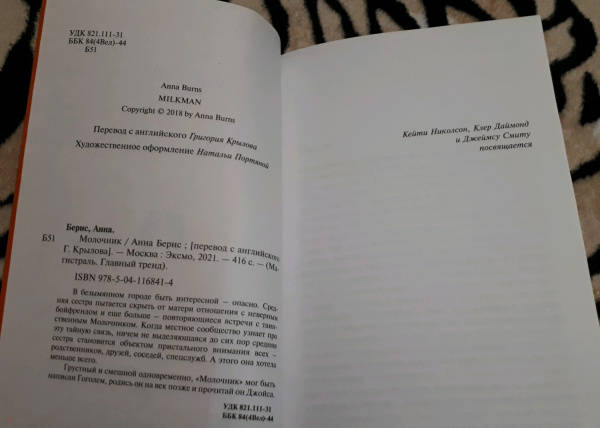 УДК 821.111-31
ББК 84(4Вел)-44
Б51
Anna Burns
MILKMAN
Copyright © 2018 by Anna Burns
Перевод с английского Григория Крылова
Художественное оформление Натальи Портяной
Бернс, Анна.
Б51 Молочник / Анна Бернс ; [перевод с английского
Г. Крылова]. — Москва : Эксмо, 2021. — 416 с. — (Ма-
гистраль. Главный тренд).
ISBN 978-5-04-116841-4
В безымянном городе быть интересной — опасно. Сред-
няя сестра пытается скрыть от матери отношения с неверным
бойфрендом и еще больше — повторяющиеся встречи с таин-
ственным Молочником. Когда местное сообщество узнает про
эту тайную связь, ничем не выделяющаяся до сих пор средняя
сестра становится объектом пристального внимания всех —
родственников, друзей, соседей, спецслужб. А этого она хотела
меньше всего.
Грустный и смешной одновременно, «Молочник» мог быть
написан Гоголем, родись он на век позже и прочитай он Джойса.
УДК 821.111-31
ББК 84(4Вел)-44
Кейти Николсон, Клер Даймонд
и Джеймсу Смиту
посвящается